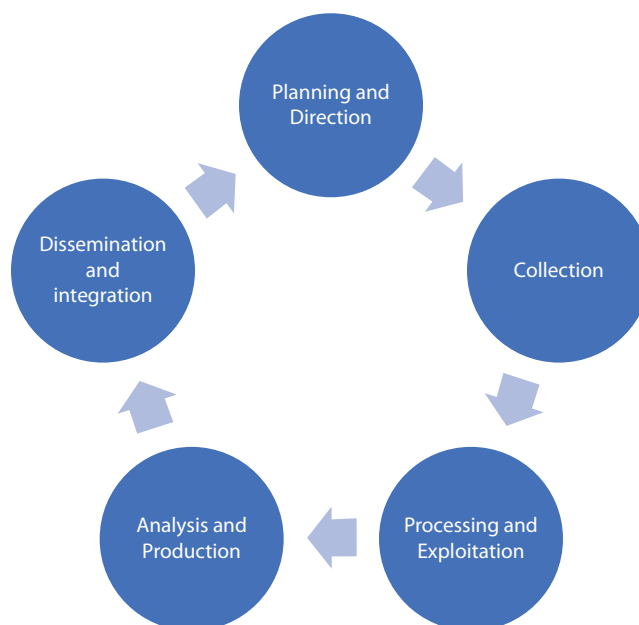 Planning and
Direction
Collection
Processing and
Exploitation
Analysis and
Production
Dissemination
and
integration